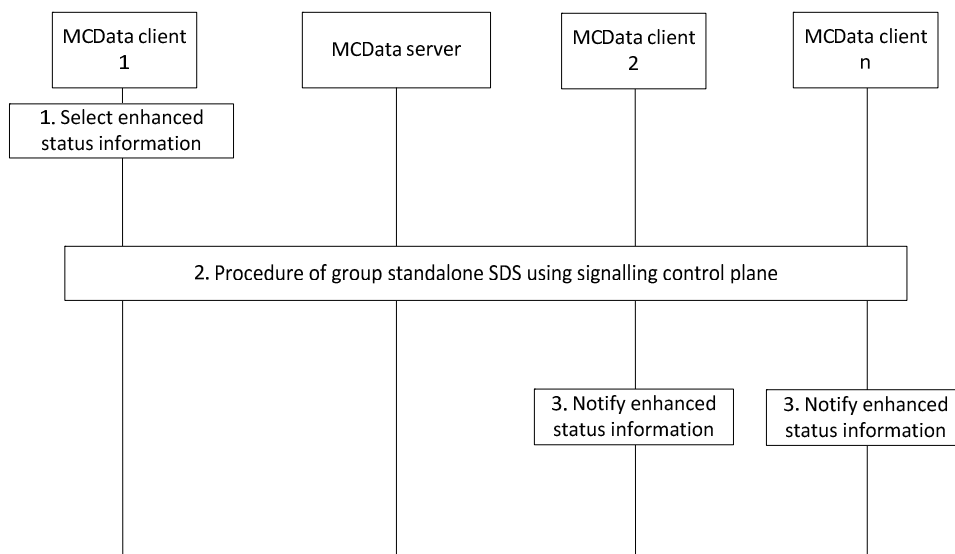 MCData client
1
MCData server
MCData client
2
MCData client
n
1. Select enhanced
status information
2. Procedure of group standalone SDS using signalling control plane
3. Notify enhanced
status information
3. Notify enhanced
status information